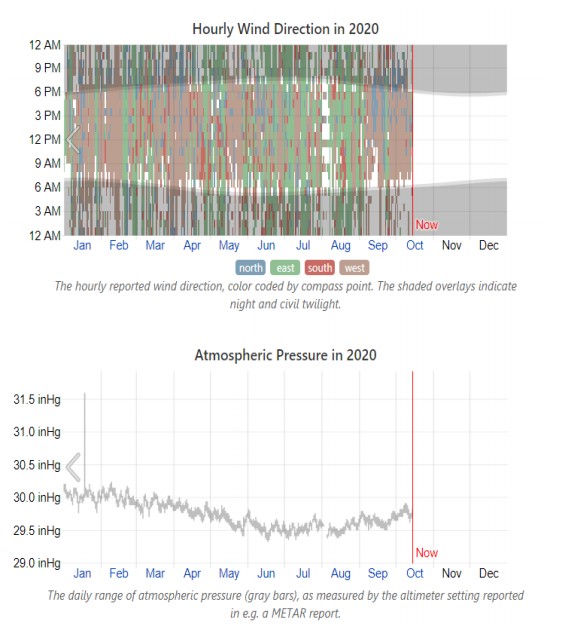 Hourly Wind Direction in 2020
12 AM
9 PM
6 PM
3 PM
12 PM
9 AM
6 AM
3 AM
12 AM
Now
Jan Feb Mar Apr May Jun Jul Aug Sep Oct Nov Dec
north east south west
The hourly reported wind direction, color coded by compass point. The shaded overlays indicate
night and civil twilight.
Atmospheric Pressure in 2020
31.5 inHg
31.0 inHg
30.5 inHg
30.0 inHg
29.5 inHg
29.0 inHg
Now
Jan Feb Mar Apr May Jun Jul Aug Sep Oct Nov Dec
The daily range of atmospheric pressure (gray bars), as measured by the altimeter setting reported
in e.g. a METAR report.